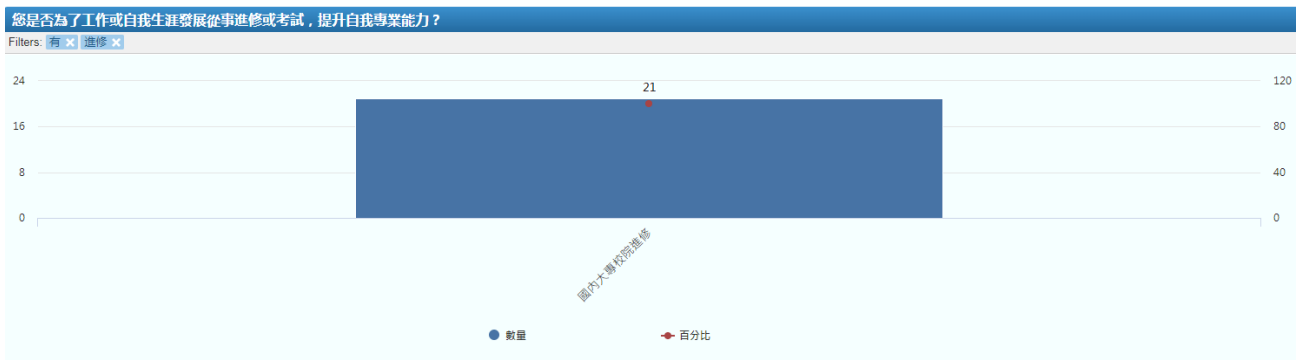 您是否為了工作或自我生涯發展從事進修或考試，提升自我專業能力？
Filters: 有 × 進修 ×
24 120
21
16 80
8 40
0 0
國內大專校院進修
數量 百分比